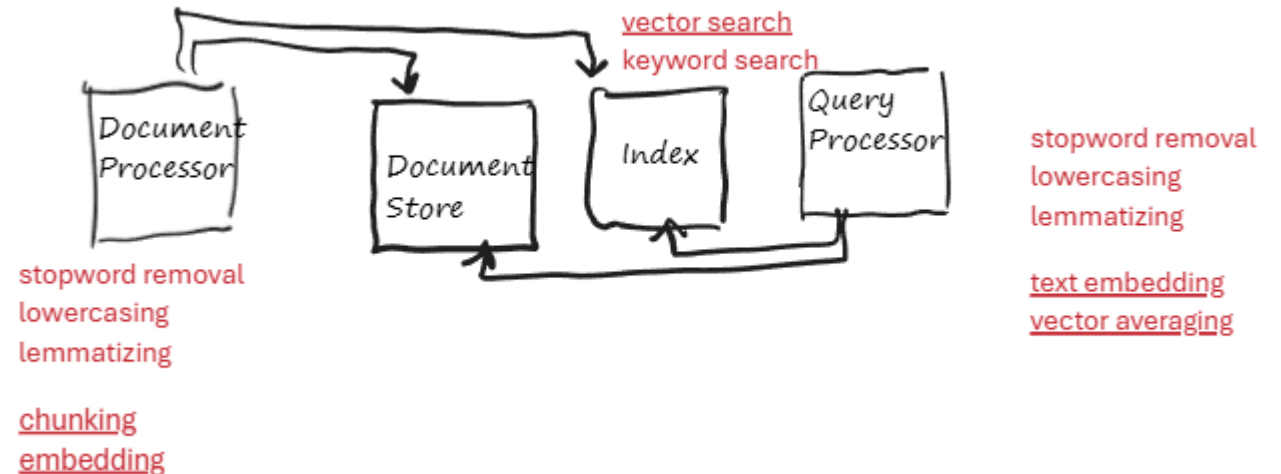 vector search
keyword search
Document
Processor
Document
Store
Index
Query
Processor
stopword removal
lowercasing
lemmatizing
text embedding
vector averaging
stopword removal
lowercasing
lemmatizing
chunking
embedding